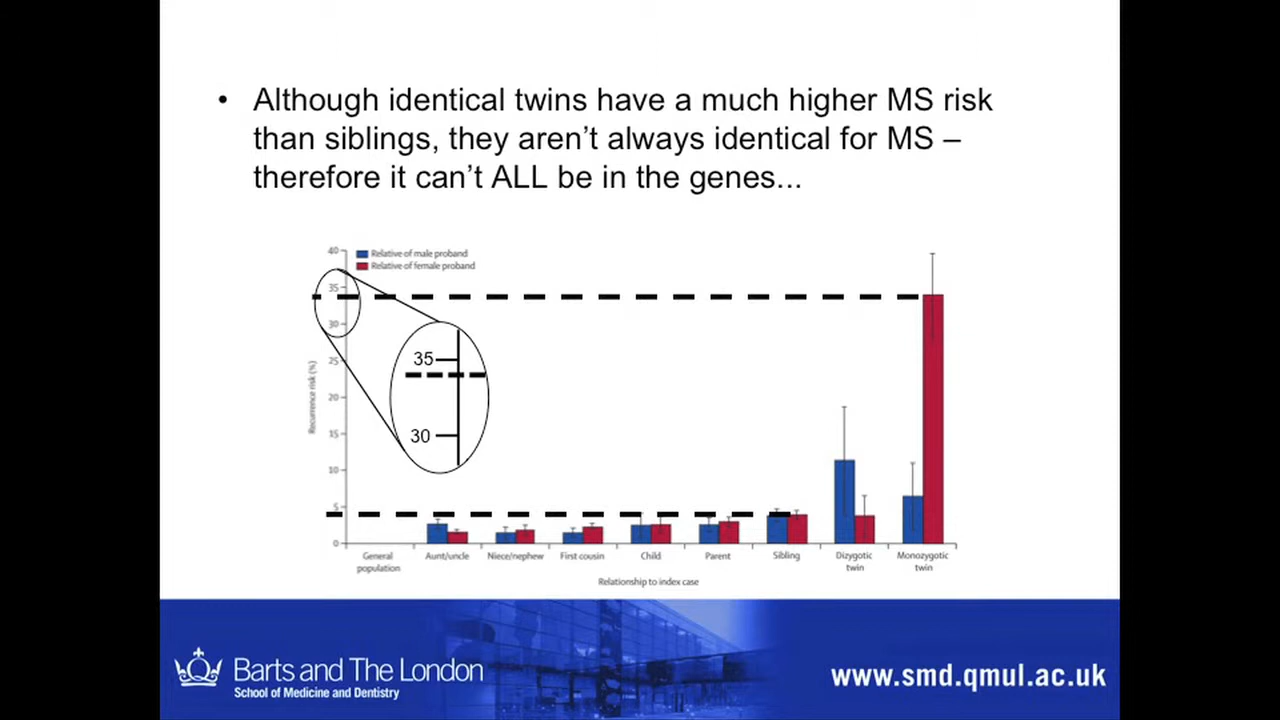 • Although identical twins have a much higher MS risk
than siblings, they aren't always identical for MS –
therefore it can't ALL be in the genes...
40
Relative of male proband
Relative of female proband
35
30
25
20
15
10
5
0
Recurrence risk (%)
35
30
General
population
Aunt/uncle
Niece/nephew
First cousin
Child
Parent
Sibling
Dizygotic
twin
Monozygotic
twin
Relationship to index case
Barts and The London
School of Medicine and Dentistry
www.smd.qmul.ac.uk